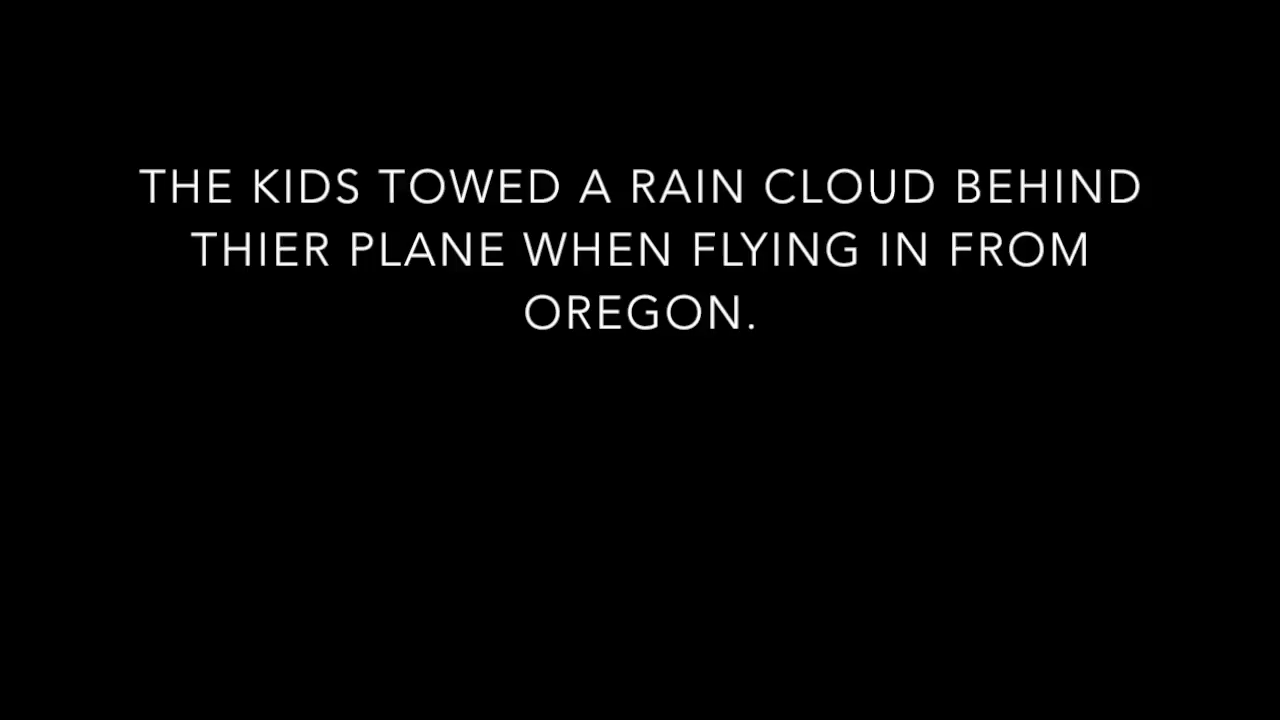 THE KIDS TOWED A RAIN CLOUD BEHIND
THIER PLANE WHEN FLYING IN FROM
OREGON.